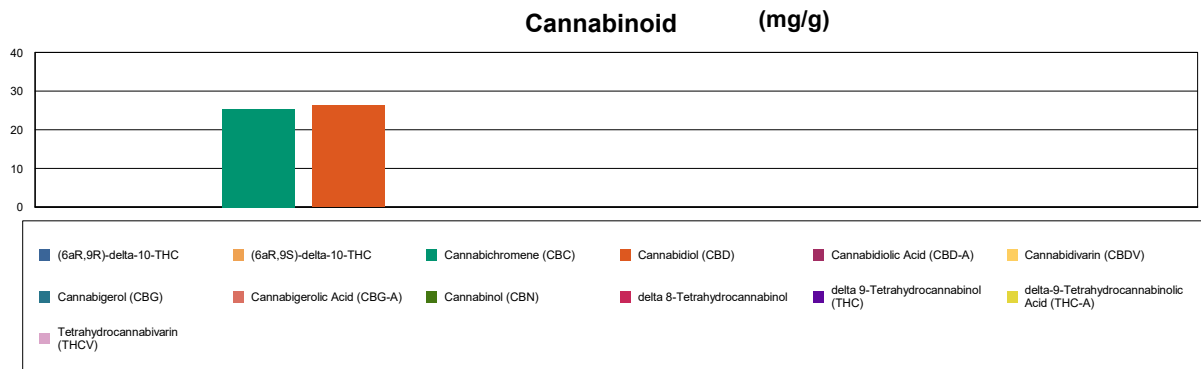 Cannabinoid (mg/g)
40
30
20
10
0
(6aR,9R)-delta-10-THC
(6aR,9S)-delta-10-THC
Cannabichromene (CBC)
Cannabidiol (CBD)
Cannabidiolic Acid (CBD-A)
Cannabidivarin (CBDV)
Cannabigerol (CBG)
Cannabigerolic Acid (CBG-A)
Cannabinol (CBN)
delta 8-Tetrahydrocannabinol
delta 9-Tetrahydrocannabinol
(THC)
delta-9-Tetrahydrocannabinolic
Acid (THC-A)
Tetrahydrocannabivarin
(THCV)